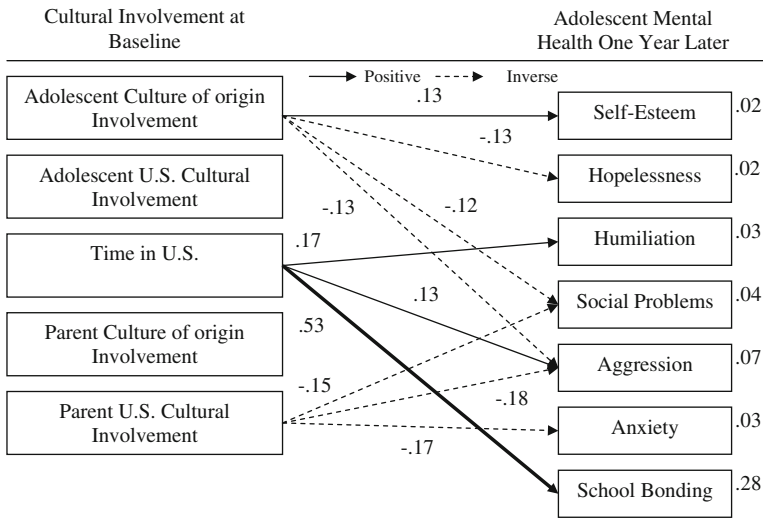 Cultural Involvement at
Baseline
Adolescent Mental
Health One Year Later
Positive
Inverse
Adolescent Culture of origin
Involvement
Adolescent U.S. Cultural
Involvement
Time in U.S.
Parent Culture of origin
Involvement
Parent U.S. Cultural
Involvement
.13
-.13
-.13
-.12
.17
.13
.53
-.15
-.18
-.17
Self-Esteem
.02
Hopelessness
.02
Humiliation
.03
Social Problems
.04
Aggression
.07
Anxiety
.03
School Bonding
.28